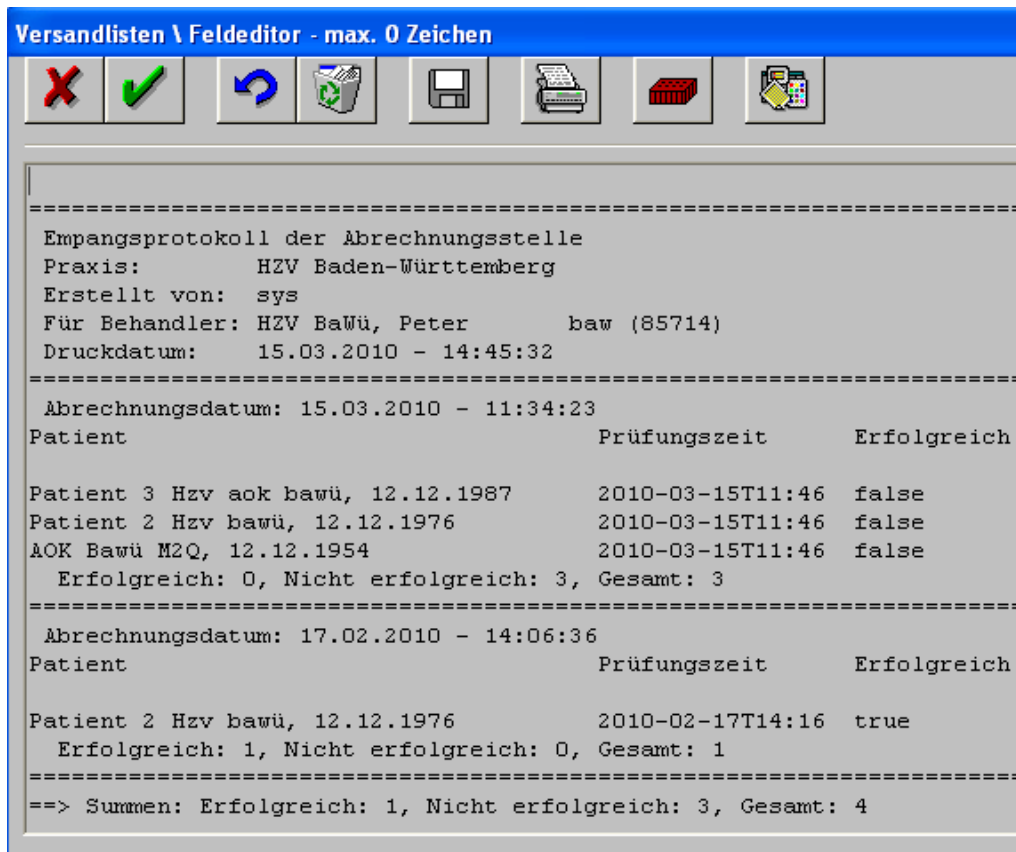 Versandlisten \ Feldeditor - max. 0 Zeichen
======================================================================
Empangsprotokoll der Abrechnungsstelle
Praxis:        HZV Baden-Württemberg
Erstellt von:  sys
Für Behandler: HZV BaWü, Peter       baw (85714)
Druckdatum:    15.03.2010 - 14:45:32
======================================================================
Abrechnungsdatum: 15.03.2010 - 11:34:23
Patient                                 Prüfungszeit      Erfolgreich
Patient 3 Hzv aok bawü, 12.12.1987      2010-03-15T11:46  false
Patient 2 Hzv bawü, 12.12.1976          2010-03-15T11:46  false
AOK Bawü M2Q, 12.12.1954                2010-03-15T11:46  false
Erfolgreich: 0, Nicht erfolgreich: 3, Gesamt: 3
======================================================================
Abrechnungsdatum: 17.02.2010 - 14:06:36
Patient                                 Prüfungszeit      Erfolgreich
Patient 2 Hzv bawü, 12.12.1976          2010-02-17T14:16  true
Erfolgreich: 1, Nicht erfolgreich: 0, Gesamt: 1
======================================================================
==> Summen: Erfolgreich: 1, Nicht erfolgreich: 3, Gesamt: 4